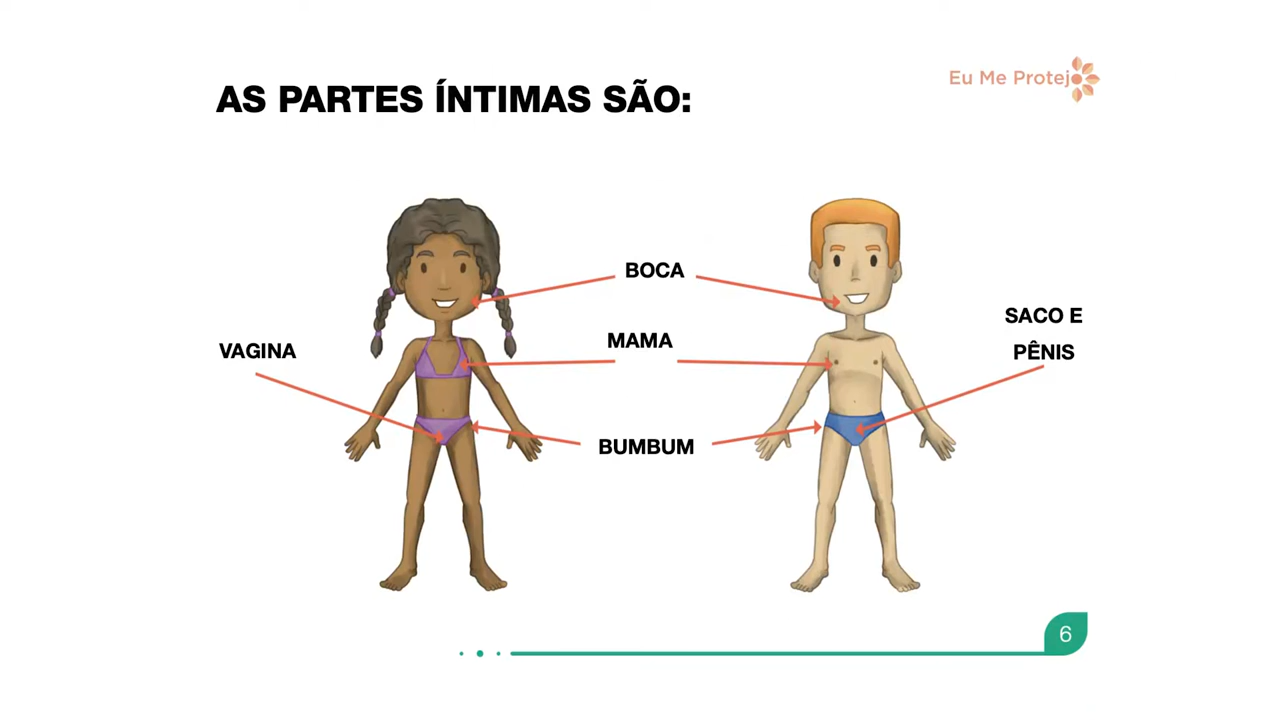 Eu Me Protejo
AS PARTES ÍNTIMAS SÃO:
BOCA
SACO E
PÊNIS
MAMA
VAGINA
BUMBUM
6